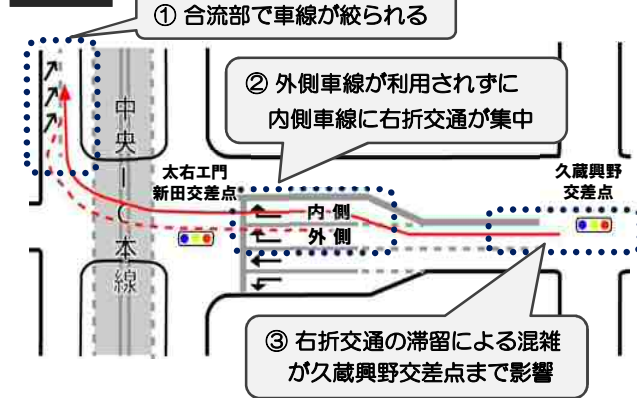 ① 合流部で車線が絞られる
② 外側車線が利用されずに
内側車線に右折交通が集中
中央IC本線
太右エ門
新田交差点
久蔵興野
交差点
内側
外側
③ 右折交通の滞留による混雑
が久蔵興野交差点まで影響